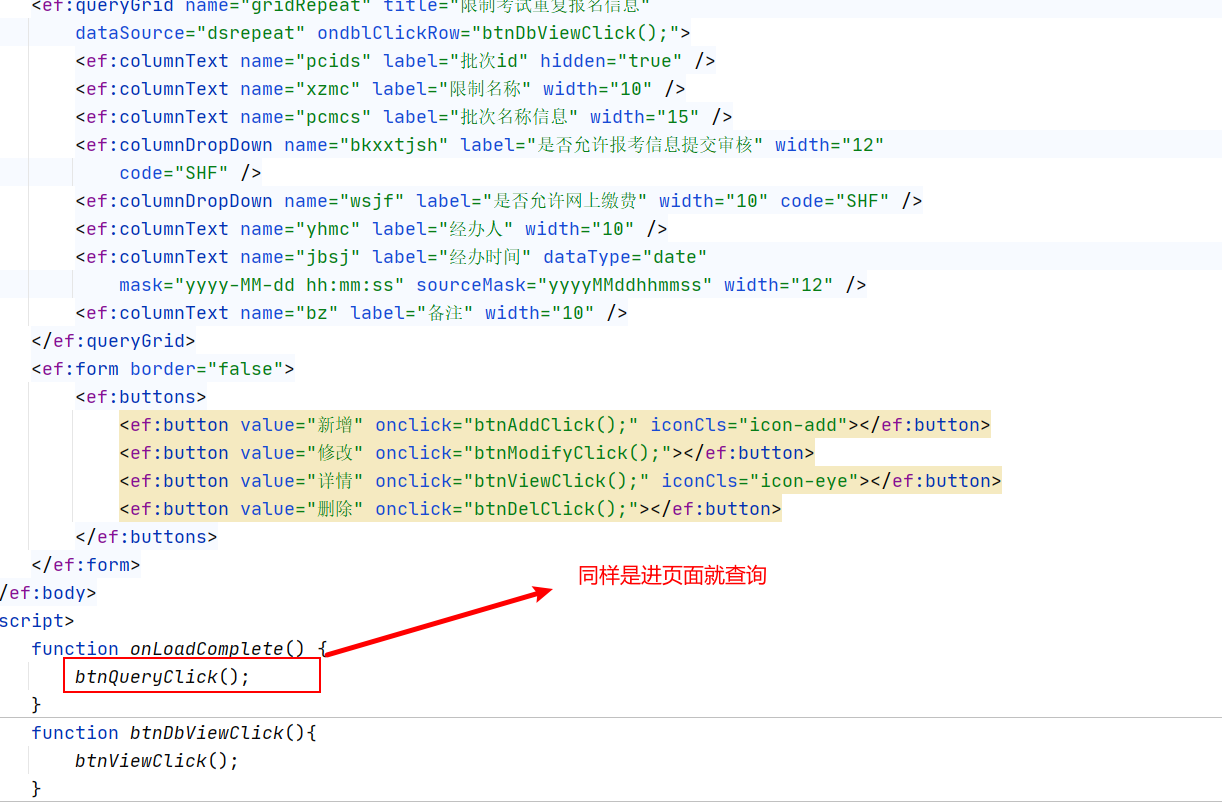 <ef:queryGrid name="gridRepeat" title="限制考试重复报名信息"
dataSource="dsrepeat" ondblClickRow="btnDbViewClick();">
<ef:columnText name="pcids" label="批次id" hidden="true" />
<ef:columnText name="xzmc" label="限制名称" width="10" />
<ef:columnText name="pcmcs" label="批次名称信息" width="15" />
<ef:columnDropDown name="bkxxtjsh" label="是否允许报考信息提交审核" width="12"
code="SHF" />
<ef:columnDropDown name="wsjf" label="是否允许网上缴费" width="10" code="SHF" />
<ef:columnText name="yhmc" label="经办人" width="10" />
<ef:columnText name="jbsj" label="经办时间" dataType="date"
mask="yyyy-MM-dd hh:mm:ss" sourceMask="yyyyMMddhhmmss" width="12" />
<ef:columnText name="bz" label="备注" width="10" />
</ef:queryGrid>
<ef:form border="false">
<ef:buttons>
<ef:button value="新增" onclick="btnAddClick();" iconCls="icon-add"></ef:button>
<ef:button value="修改" onclick="btnModifyClick();"></ef:button>
<ef:button value="详情" onclick="btnViewClick();" iconCls="icon-eye"></ef:button>
<ef:button value="删除" onclick="btnDelClick();"></ef:button>
</ef:buttons>
</ef:form>
/ef:body>
script>
同样是进页面就查询
function onLoadComplete() {
btnQueryClick();
}
function btnDbViewClick(){
btnViewClick();
}